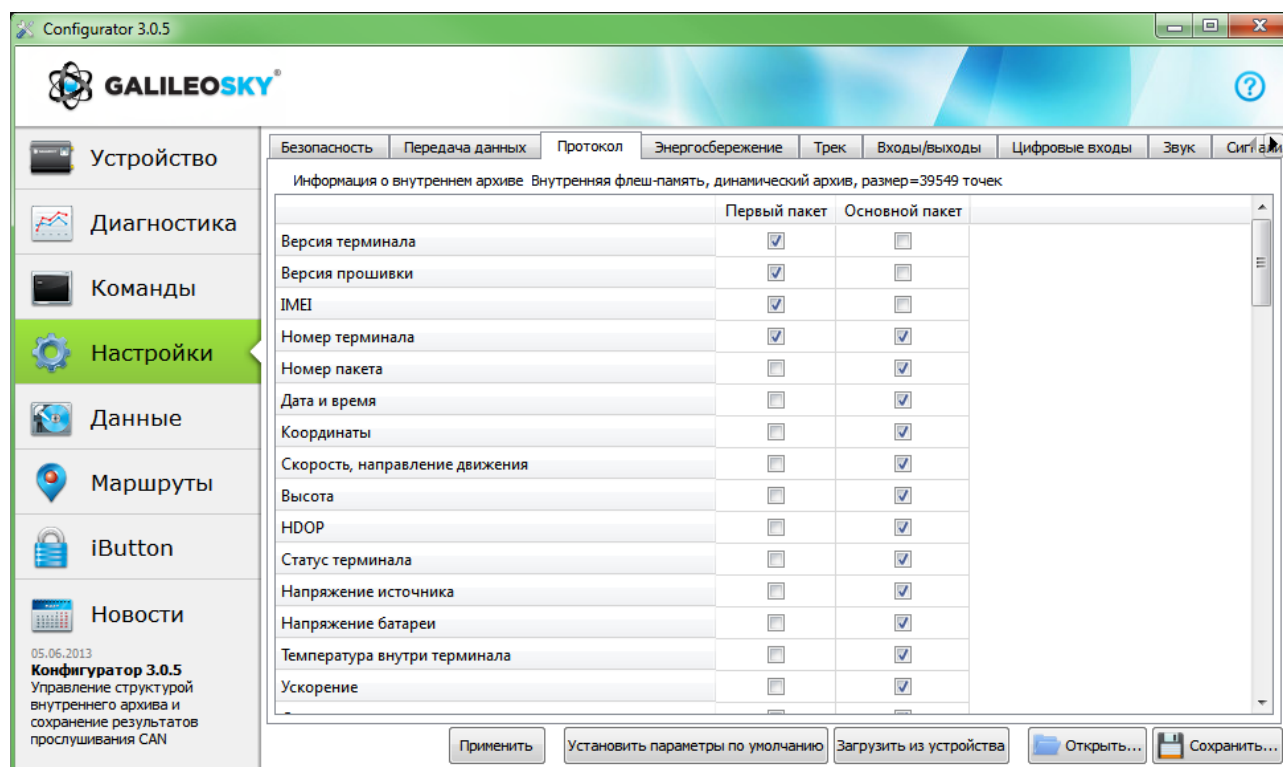 Configurator 3.0.5
GALILEOSKY®
Устройство
Диагностика
Команды
Настройки
Данные
Маршруты
iButton
Новости
05.06.2013
Конфигуратор 3.0.5
Управление структурой
внутреннего архива и
сохранение результатов
прослушивания CAN
Безопасность Передача данных Протокол Энергосбережение Трек Входы/выходы Цифровые входы Звук
Информация о внутреннем архиве Внутренняя флеш-память, динамический архив, размер=39549 точек
Первый пакет Основной пакет
Версия терминала
Версия прошивки
IMEI
Номер терминала
Номер пакета
Дата и время
Координаты
Скорость, направление движения
Высота
HDOP
Статус терминала
Напряжение источника
Напряжение батареи
Температура внутри терминала
Ускорение
Применить Установить параметры по умолчанию Загрузить из устройства Открыть... Сохранить...